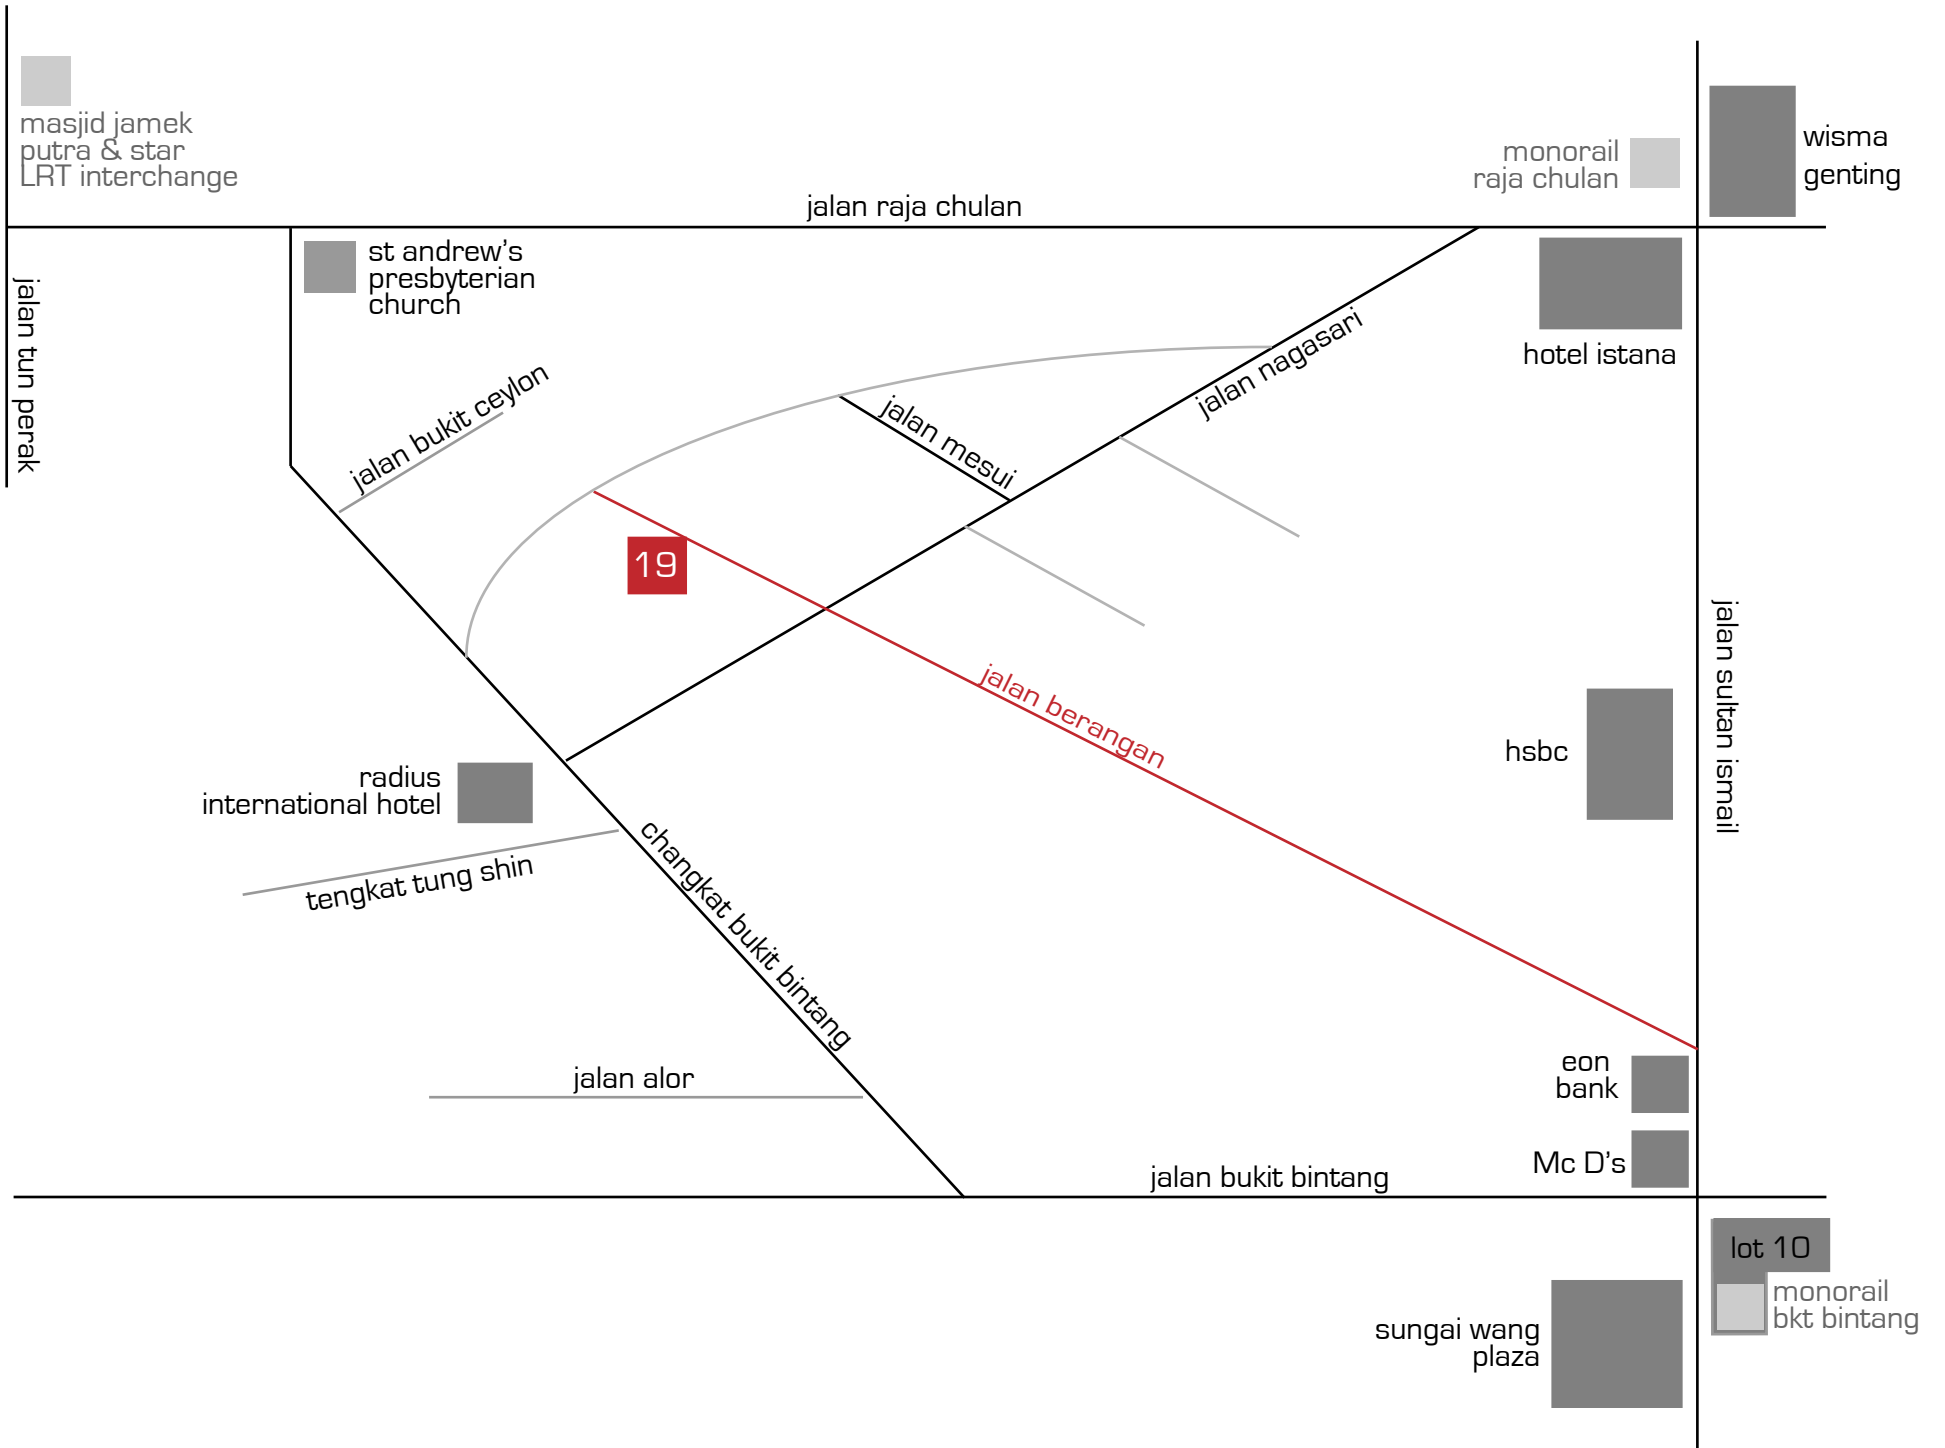 masjid jamek
putra & star
LRT interchange
monorail
raja chulan
wisma
genting
jalan raja chulan
st andrew's
presbyterian
church
jalan tun perak
hotel istana
jalan nagasari
jalan bukit ceylon
jalan mesui
19
jalan berangan
jalan sultan ismail
hsbc
radius
international hotel
tengkat tung shin
changkat bukit bintang
jalan alor
eon
bank
Mc D's
jalan bukit bintang
lot 10
monorail
bkt bintang
sungai wang
plaza